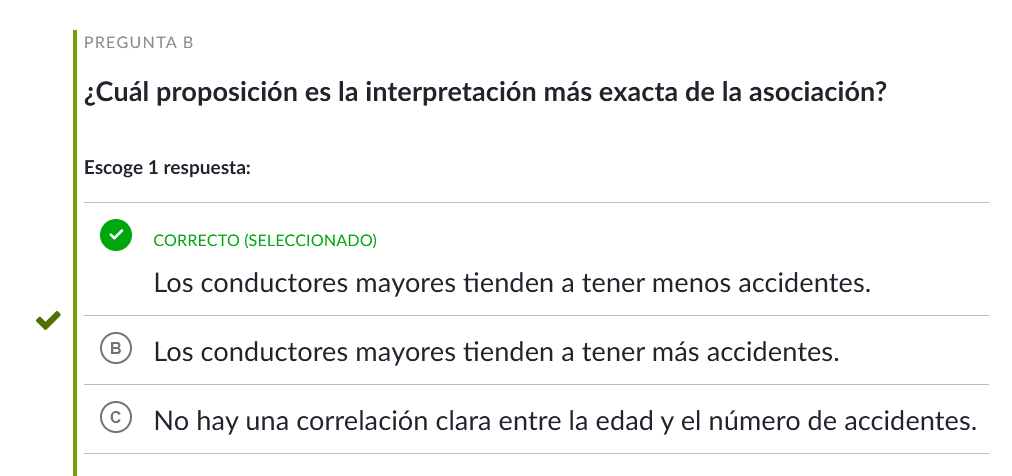 PREGUNTA B
¿Cuál proposición es la interpretación más exacta de la asociación?
Escoge 1 respuesta:
CORRECTO (SELECCIONADO)
Los conductores mayores tienden a tener menos accidentes.
B Los conductores mayores tienden a tener más accidentes.
C No hay una correlación clara entre la edad y el número de accidentes.